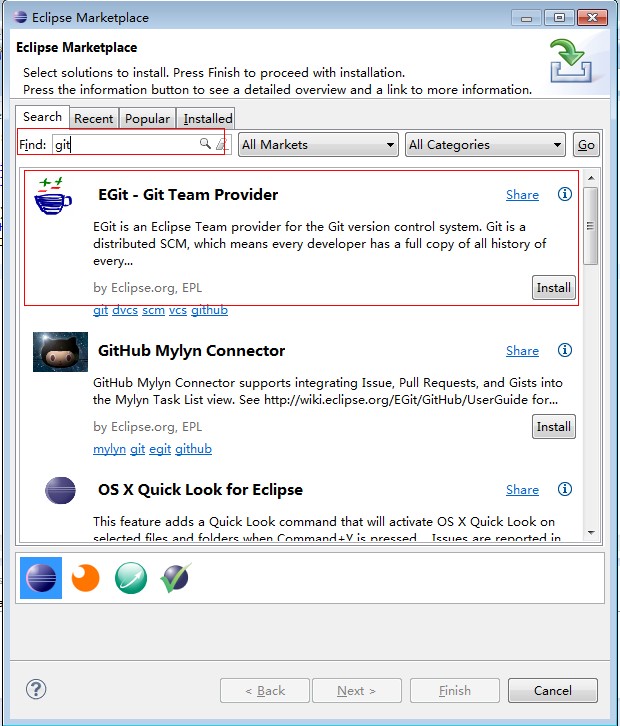 Eclipse Marketplace
Eclipse Marketplace
Select solutions to install. Press Finish to proceed with installation.
Press the information button to see a detailed overview and a link to more information.
Search Recent Popular Installed
Find: git All Markets All Categories Go
EGit - Git Team Provider Share
EGit is an Eclipse Team provider for the Git version control system. Git is a
distributed SCM, which means every developer has a full copy of all history of
every...
by Eclipse.org, EPL Install
git dvcs scm vcs github
GitHub Mylyn Connector Share
GitHub Mylyn Connector supports integrating Issue, Pull Requests, and Gists into
the Mylyn Task List view. See http://wiki.eclipse.org/EGit/GitHub/UserGuide for...
by Eclipse.org, EPL Install
mylyn git egit github
OS X Quick Look for Eclipse Share
This feature adds a Quick Look command that will activate OS X Quick Look on
selected files and folders when Command+Y is pressed. Issues are reported in
< Back Next > Finish Cancel